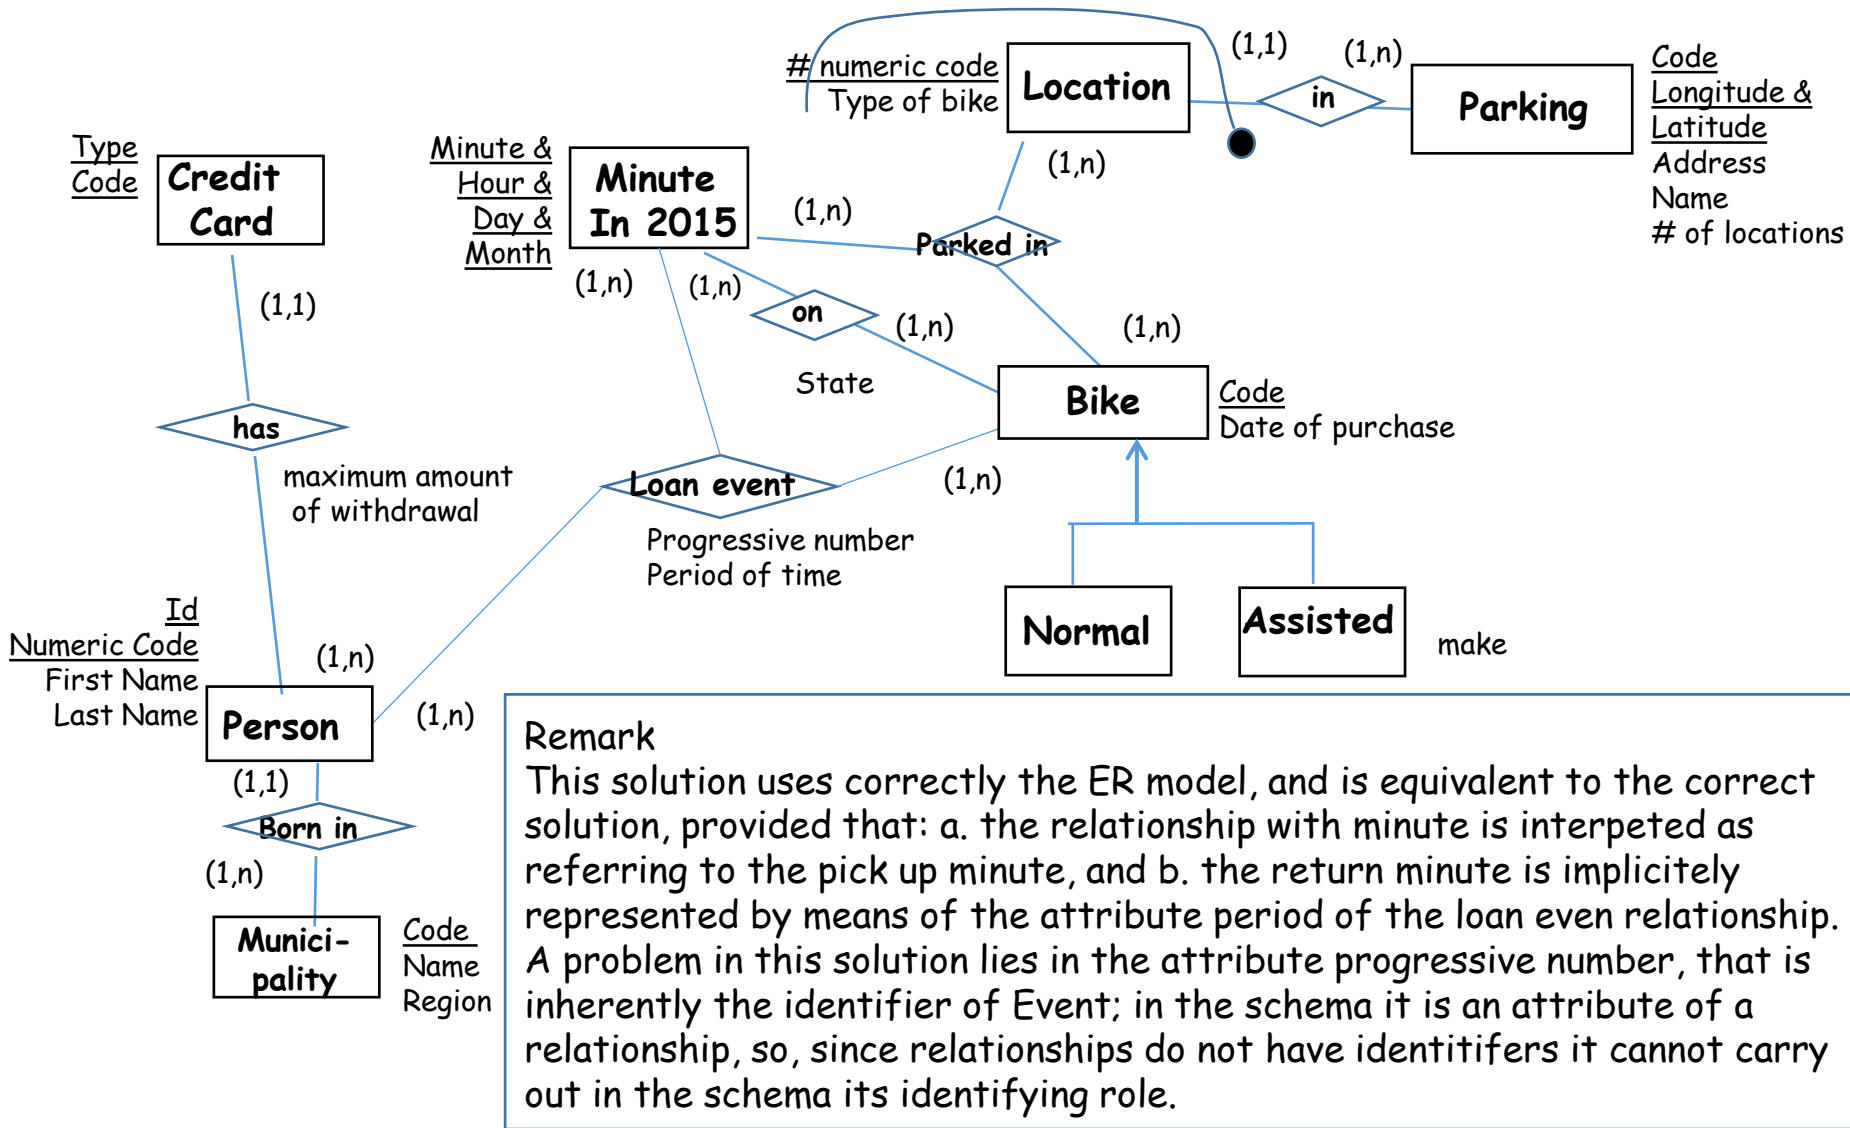 (1,1)
(1,n)
# numeric code
Type of bike
Location
in
Parking
Code
Longitude &
Latitude
Address
Name
# of locations
Type
Code
Credit
Card
Minute &
Hour &
Day &
Month
Minute
In 2015
(1,n)
(1,n)
Parked in
(1,n)
(1,n)
on
(1,n)
(1,n)
(1,1)
State
Bike
Code
Date of purchase
has
maximum amount
of withdrawal
Loan event
(1,n)
Progressive number
Period of time
Normal
Assisted
make
Id
Numeric Code
First Name
Last Name
(1,n)
Person
(1,n)
(1,1)
Born in
(1,n)
Munici-
pality
Code
Name
Region
Remark
This solution uses correctly the ER model, and is equivalent to the correct
solution, provided that: a. the relationship with minute is interpeted as
referring to the pick up minute, and b. the return minute is implicitely
represented by means of the attribute period of the loan even relationship.
A problem in this solution lies in the attribute progressive number, that is
inherently the identifier of Event; in the schema it is an attribute of a
relationship, so, since relationships do not have identitifers it cannot carry
out in the schema its identifying role.